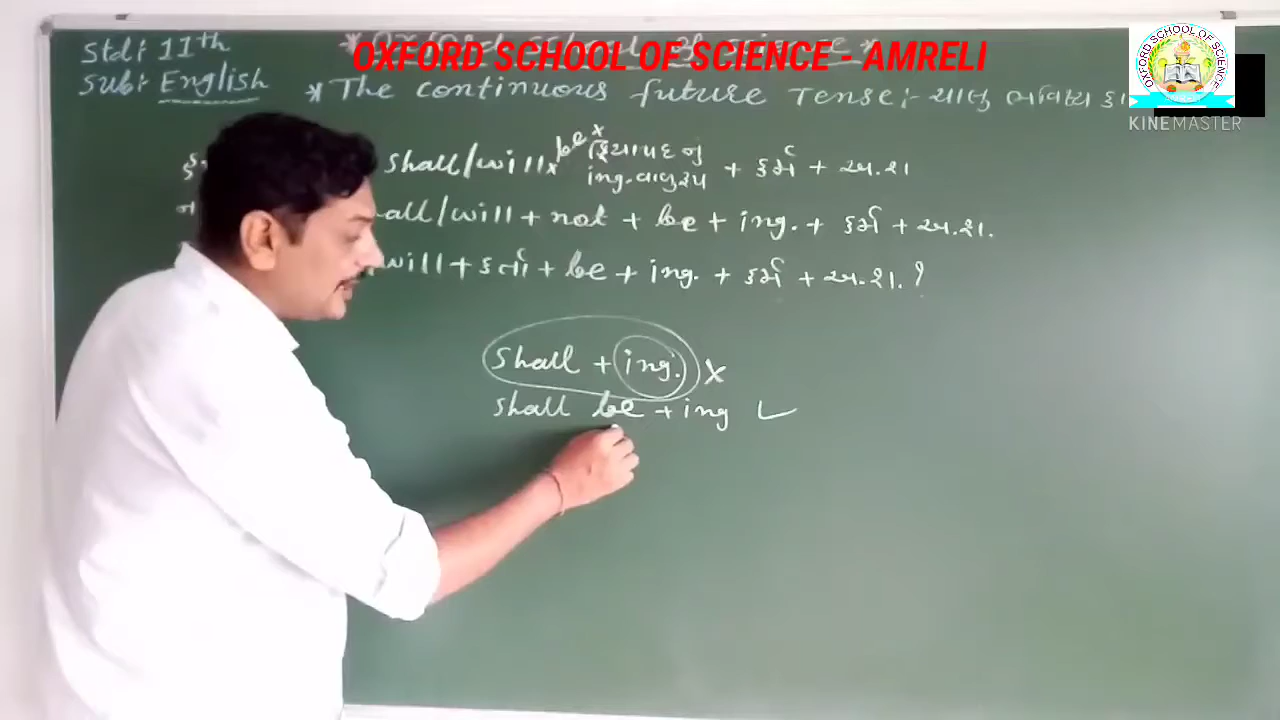 Std: 11th
OXFORD SCHOOL OF SCIENCE - AMRELI
Sub: English
* The continuous future Tense:- ચાલુ ભવિષ્ય કા
shall/will x be x ક્રિયાપદ નું ing. વાળુ રૂપ + કર્મ + અ.શ
all/will + not + be + ing. + કર્મ + અ.શ.
will + કર્તા + be + ing. + કર્મ + અ.શ. ?
Shall + ing. x
shall be + ing ✓
OXFORD SCHOOL OF SCIENCE
KINEMASTER